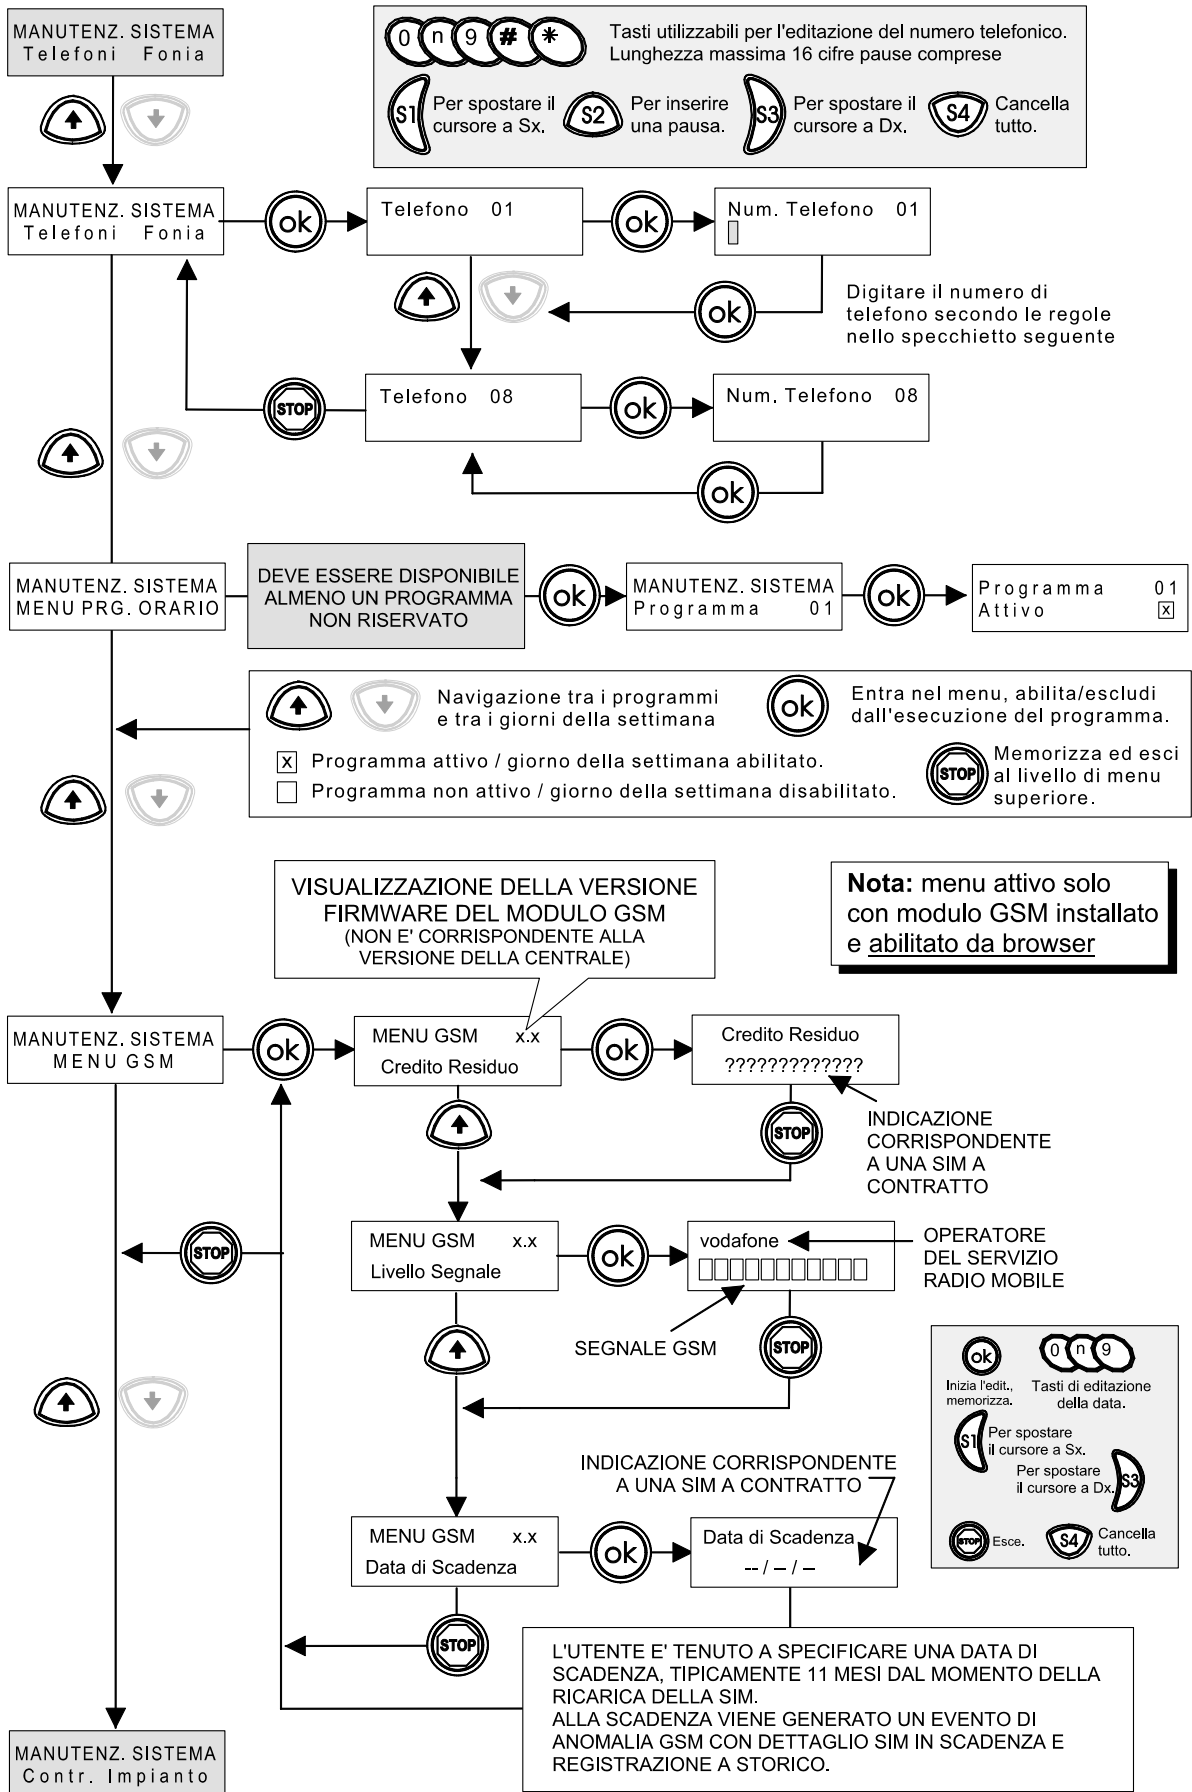 MANUTENZ. SISTEMA
Telefoni Fonia
0 n 9 # *
Tasti utilizzabili per l'editazione del numero telefonico.
Lunghezza massima 16 cifre pause comprese
S1
Per spostare il
cursore a Sx.
S2
Per inserire
una pausa.
S3
Per spostare il
cursore a Dx.
S4
Cancella
tutto.
MANUTENZ. SISTEMA
Telefoni Fonia
ok
Telefono 01
ok
Num. Telefono 01
ok
Digitare il numero di
telefono secondo le regole
nello specchietto seguente
STOP
Telefono 08
ok
Num. Telefono 08
ok
MANUTENZ. SISTEMA
MENU PRG. ORARIO
DEVE ESSERE DISPONIBILE
ALMENO UN PROGRAMMA
NON RISERVATO
ok
MANUTENZ. SISTEMA
Programma 01
ok
Programma 01
Attivo x
Navigazione tra i programmi
e tra i giorni della settimana
ok
Entra nel menu, abilita/escludi
dall'esecuzione del programma.
x Programma attivo / giorno della settimana abilitato.
Programma non attivo / giorno della settimana disabilitato.
STOP
Memorizza ed esci
al livello di menu
superiore.
VISUALIZZAZIONE DELLA VERSIONE
FIRMWARE DEL MODULO GSM
(NON E' CORRISPONDENTE ALLA
VERSIONE DELLA CENTRALE)
Nota: menu attivo solo
con modulo GSM installato
e abilitato da browser
MANUTENZ. SISTEMA
MENU GSM
ok
MENU GSM x.x
Credito Residuo
ok
Credito Residuo
?????????????
STOP
INDICAZIONE
CORRISPONDENTE
A UNA SIM A
CONTRATTO
STOP
MENU GSM x.x
Livello Segnale
ok
vodafone
OPERATORE
DEL SERVIZIO
RADIO MOBILE
SEGNALE GSM
STOP
ok
Inizia l'edit.,
memorizza.
0 n 9
Tasti di editazione
della data.
S1
Per spostare
il cursore a Sx.
Per spostare
il cursore a Dx.
S3
STOP
Esce.
S4
Cancella
tutto.
INDICAZIONE CORRISPONDENTE
A UNA SIM A CONTRATTO
MENU GSM x.x
Data di Scadenza
ok
Data di Scadenza
-- / – / –
STOP
L'UTENTE E' TENUTO A SPECIFICARE UNA DATA DI
SCADENZA, TIPICAMENTE 11 MESI DAL MOMENTO DELLA
RICARICA DELLA SIM.
ALLA SCADENZA VIENE GENERATO UN EVENTO DI
ANOMALIA GSM CON DETTAGLIO SIM IN SCADENZA E
REGISTRAZIONE A STORICO.
MANUTENZ. SISTEMA
Contr. Impianto